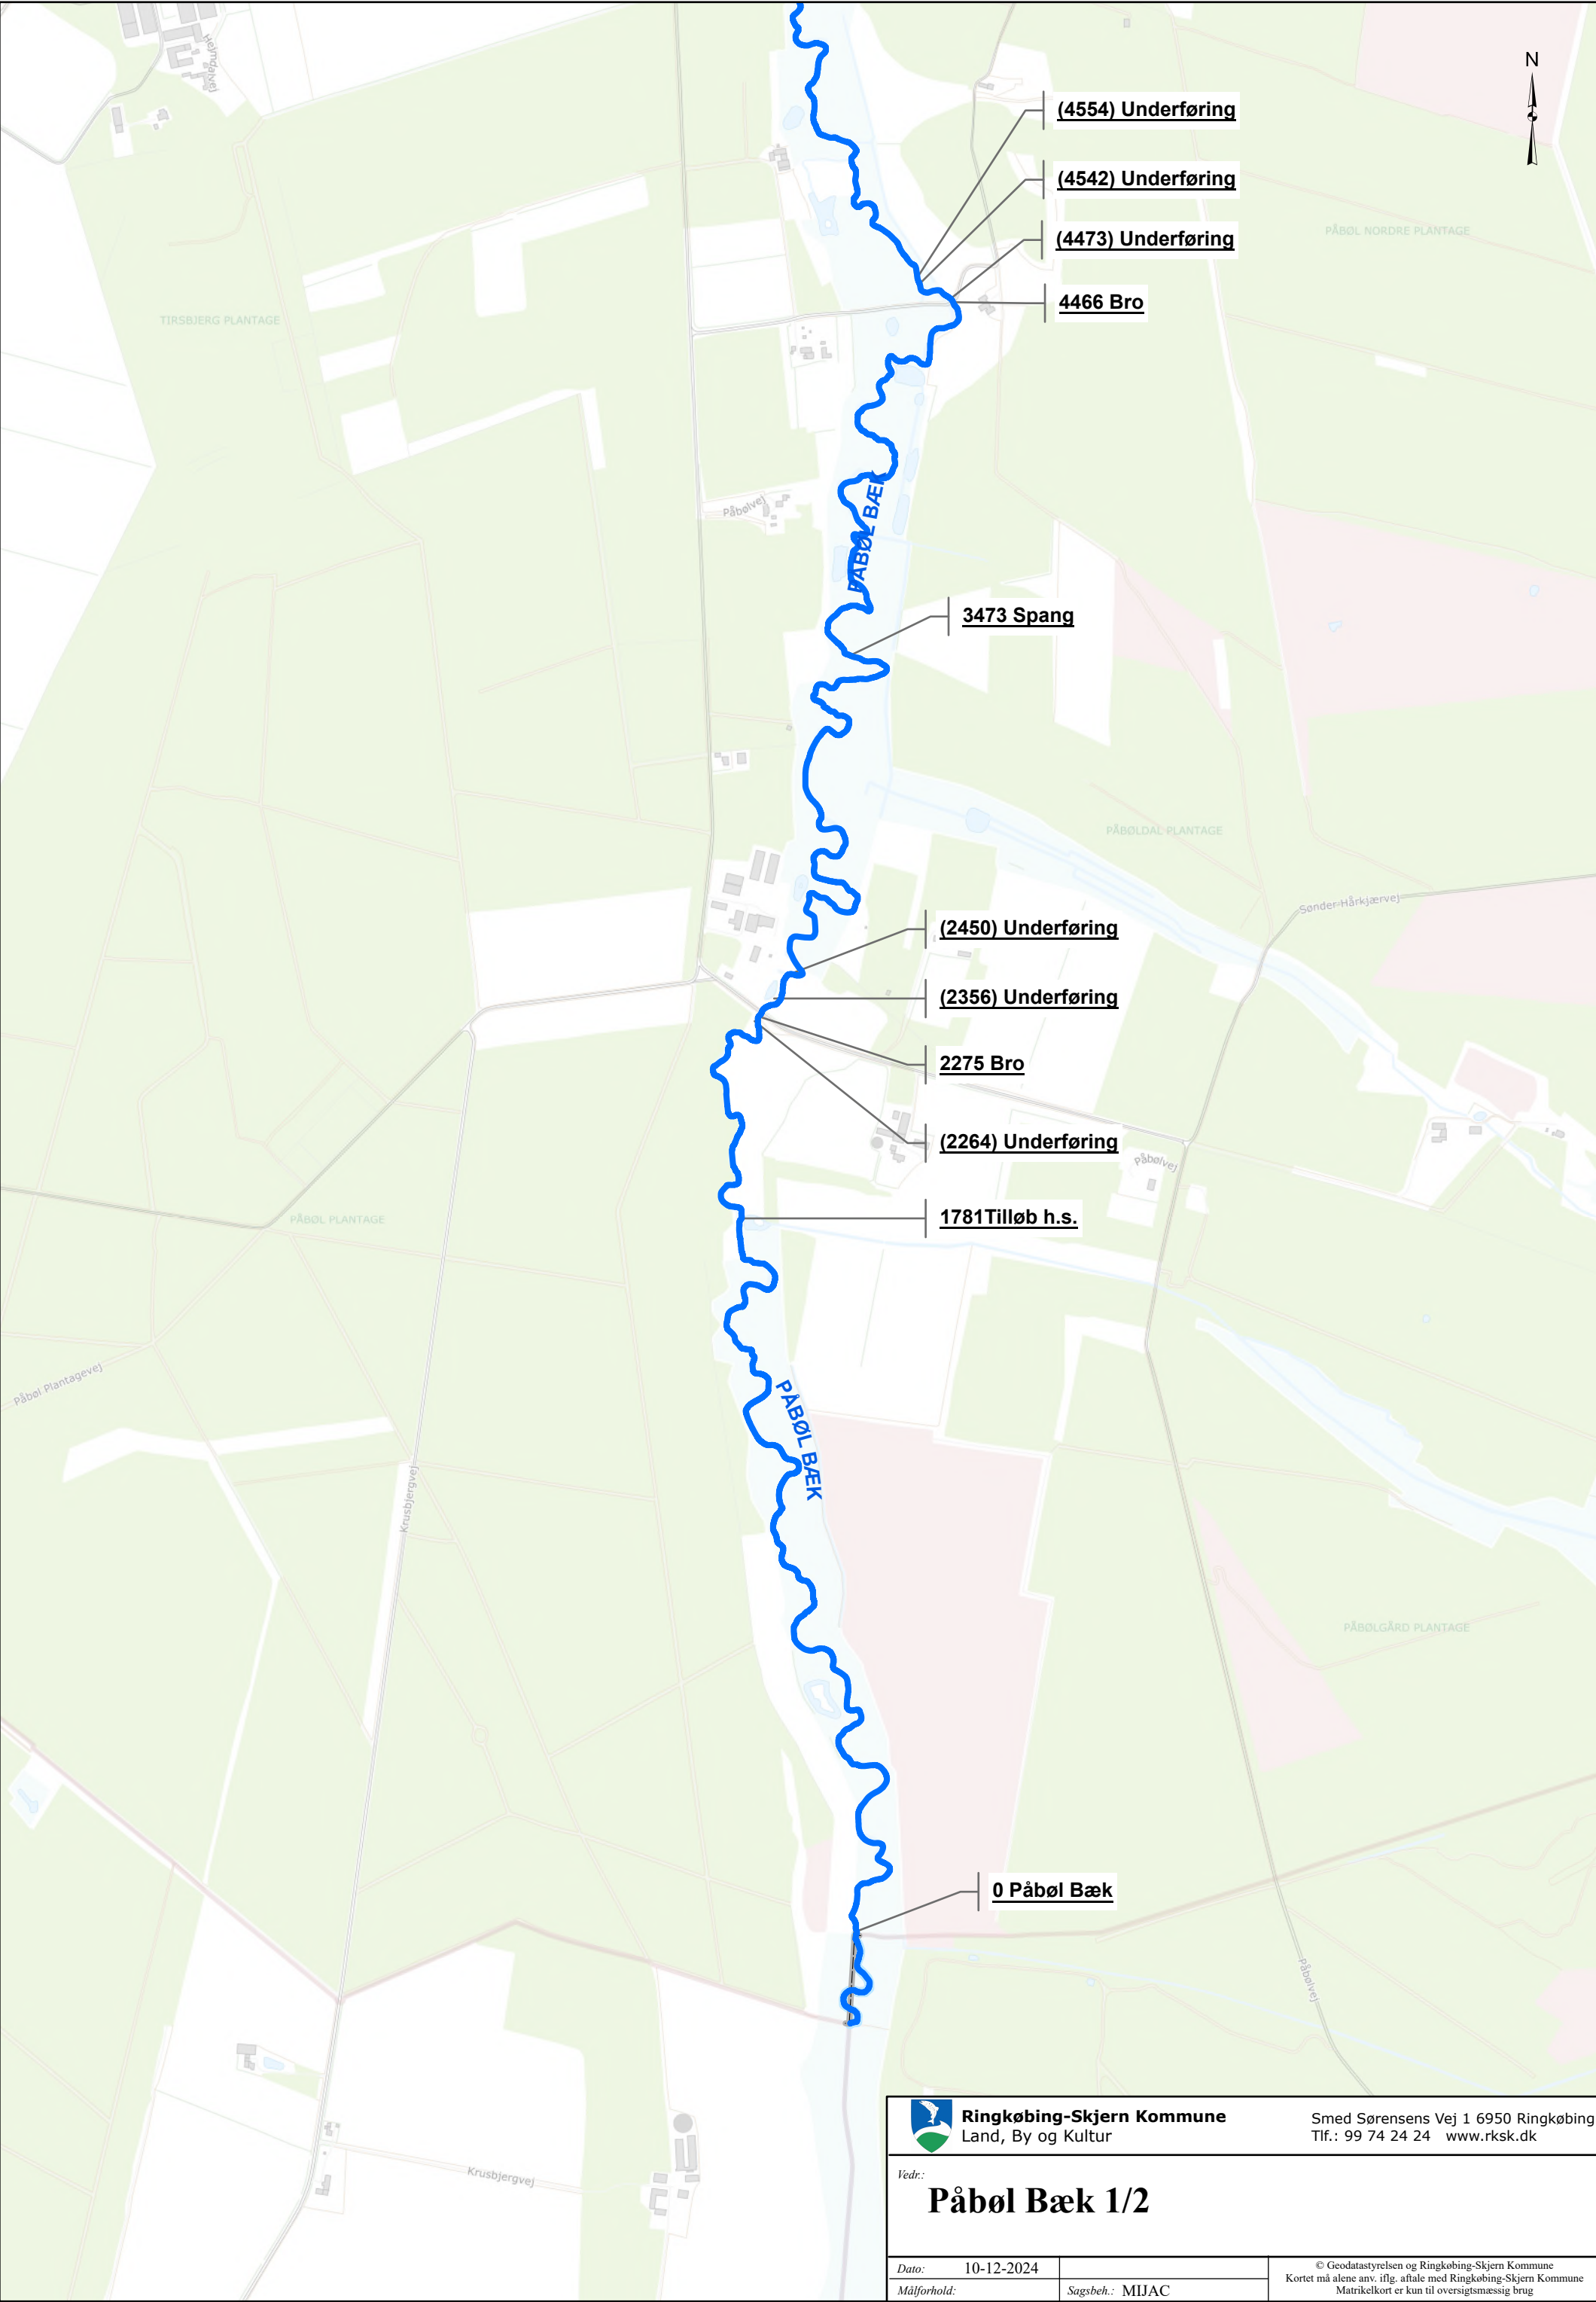 Hejmdalvej
N
(4554) Underføring
(4542) Underføring
(4473) Underføring
4466 Bro
PÅBØL NORDRE PLANTAGE
TIRSBJERG PLANTAGE
Påbølvej
PÅBØL BÆK
3473 Spang
PÅBØLDAL PLANTAGE
Sønder Hårkjærvej
(2450) Underføring
(2356) Underføring
2275 Bro
(2264) Underføring
Påbølvej
1781Tilløb h.s.
PÅBØL PLANTAGE
Påbøl Plantagevej
PÅBØL BÆK
Krusbjergvej
PÅBØLGÅRD PLANTAGE
0 Påbøl Bæk
Påbølvej
Krusbjergvej
Ringkøbing-Skjern Kommune
Land, By og Kultur
Smed Sørensens Vej 1 6950 Ringkøbing
Tlf.: 99 74 24 24 www.rksk.dk
Vedr.:
Påbøl Bæk 1/2
Dato: 10-12-2024
Målforhold:
Sagsbeh.: MIJAC
© Geodatastyrelsen og Ringkøbing-Skjern Kommune
Kortet må alene anv. iflg. aftale med Ringkøbing-Skjern Kommune
Matrikelkort er kun til oversigtsmæssig brug